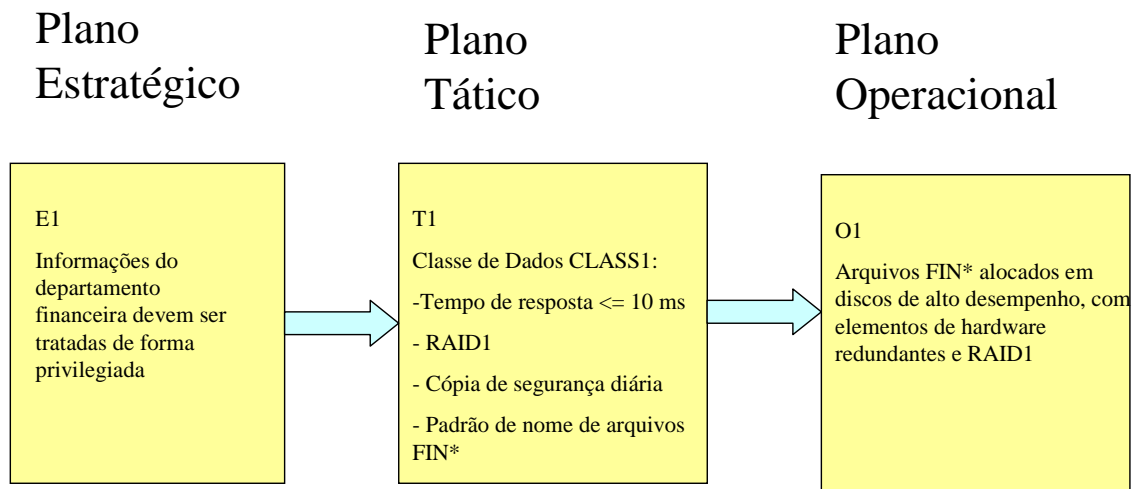 Plano
Estratégico
Plano
Tático
Plano
Operacional
E1
Informações do
departamento
financeira devem ser
tratadas de forma
privilegiada
T1
Classe de Dados CLASS1:
-Tempo de resposta <= 10 ms
- RAID1
- Cópia de segurança diária
- Padrão de nome de arquivos
FIN*
O1
Arquivos FIN* alocados em
discos de alto desempenho, com
elementos de hardware
redundantes e RAID1